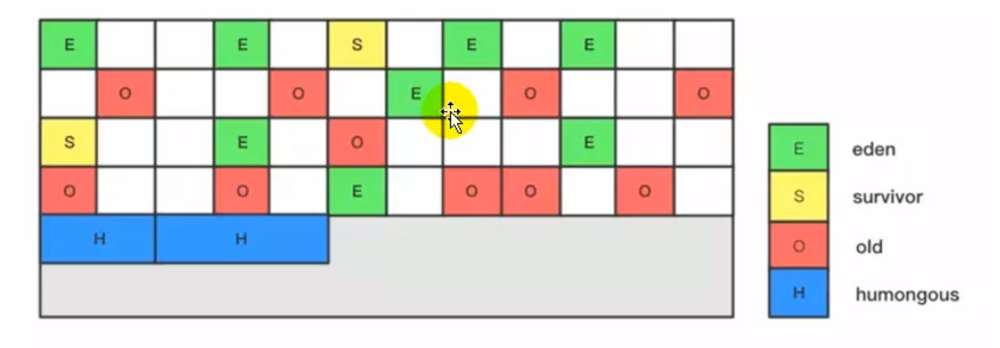 E E S E E
O O E O O
S E O E
O O E O O O
H H
E eden
S survivor
O old
H humongous